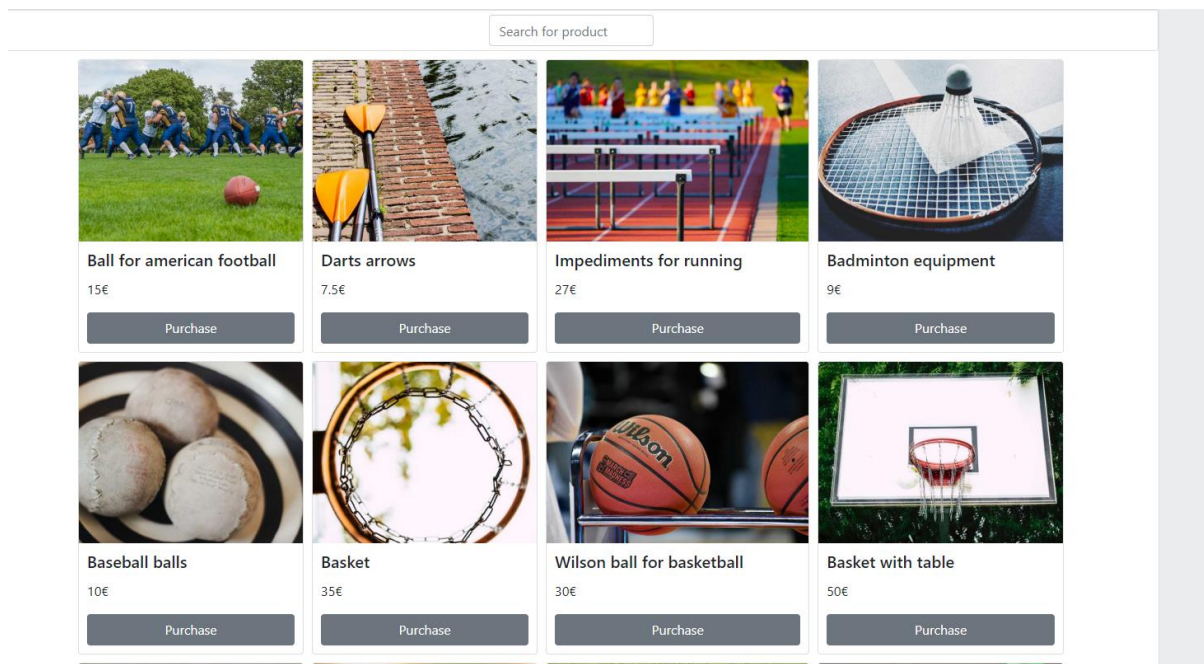 Search for product
Ball for american football
15€
Purchase
Darts arrows
7.5€
Purchase
Impediments for running
27€
Purchase
Badminton equipment
9€
Purchase
Wilson
Baseball balls
10€
Purchase
Basket
35€
Purchase
Wilson ball for basketball
30€
Purchase
Basket with table
50€
Purchase